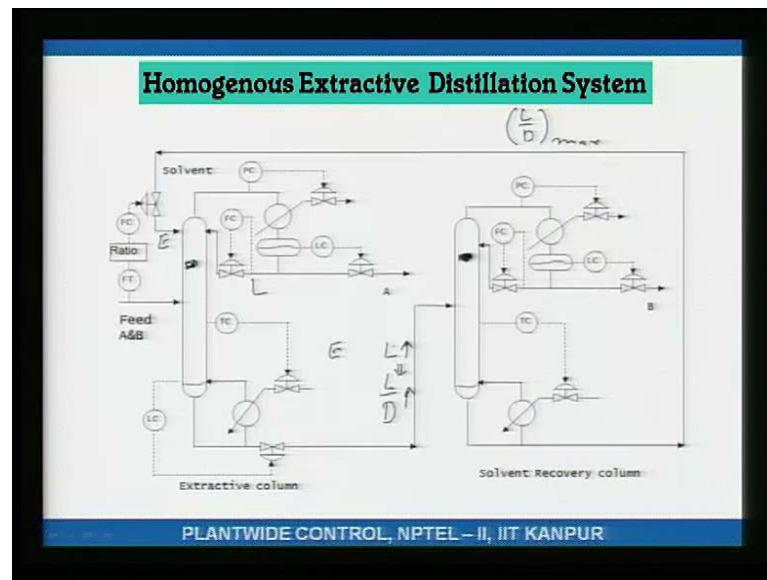 Homogenous Extractive Distillation System
(L/D) max
Solvent
PC
PC
FC
E
FC
LC
FC
LC
Ratio
FT
L
A
B
Feed
A&B
TC
E
L↑
⇓
L/D ↑
TC
LC
Extractive column
Solvent Recovery column
PLANTWIDE CONTROL, NPTEL – II, IIT KANPUR